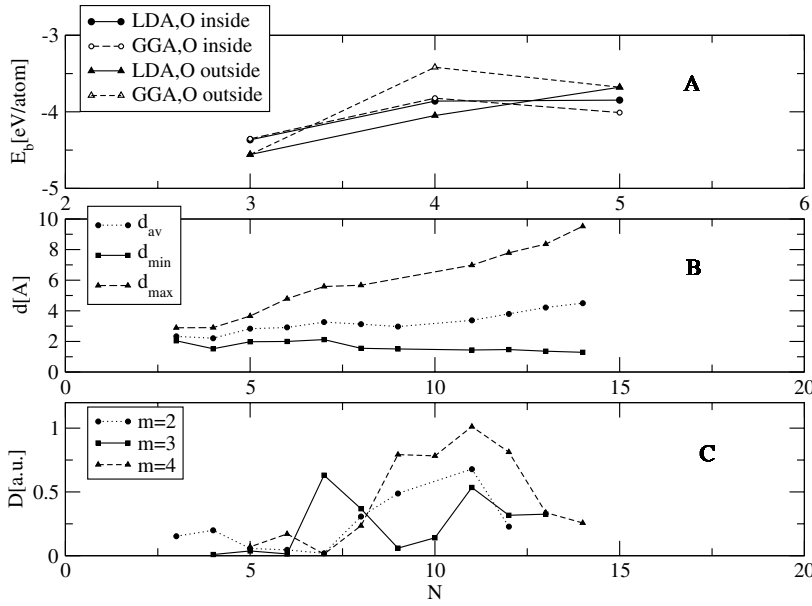 LDA,O inside
GGA,O inside
LDA,O outside
GGA,O outside
A
E_b[eV/atom]
-3
-4
-5
2 3 4 5 6
d_av
d_min
d_max
B
d[A]
10
8
6
4
2
0
0 5 10 15 20
m=2
m=3
m=4
C
D[a.u.]
1
0.5
0
0 5 10 15 20
N